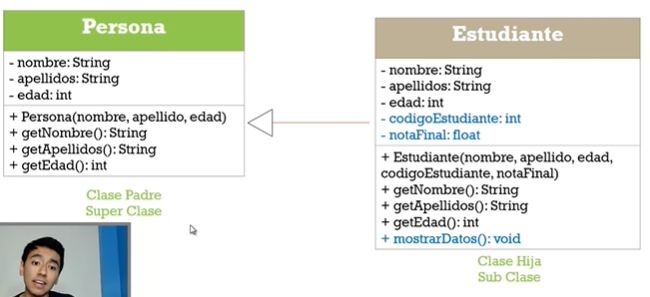 Persona
- nombre: String
- apellidos: String
- edad: int
+ Persona(nombre, apellido, edad)
+ getNombre(): String
+ getApellidos(): String
+ getEdad(): int
Clase Padre
Super Clase
Estudiante
- nombre: String
- apellidos: String
- edad: int
- codigoEstudiante: int
- notaFinal: float
+ Estudiante(nombre, apellido, edad,
codigoEstudiante, notaFinal)
+ getNombre(): String
+ getApellidos(): String
+ getEdad(): int
+ mostrarDatos(): void
Clase Hija
Sub Clase